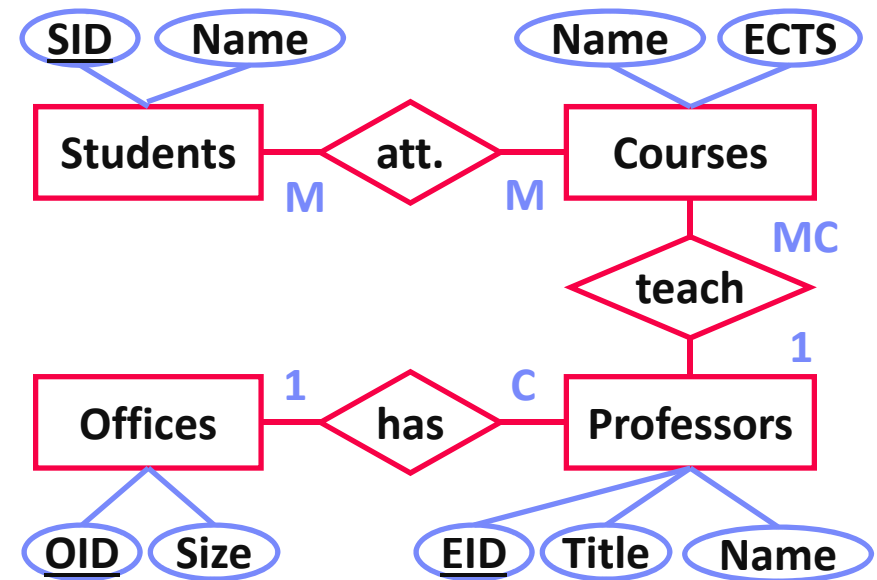 SID Name Name ECTS
Students att. Courses
M M
MC
teach
1
1 C
Offices has Professors
OID Size EID Title Name